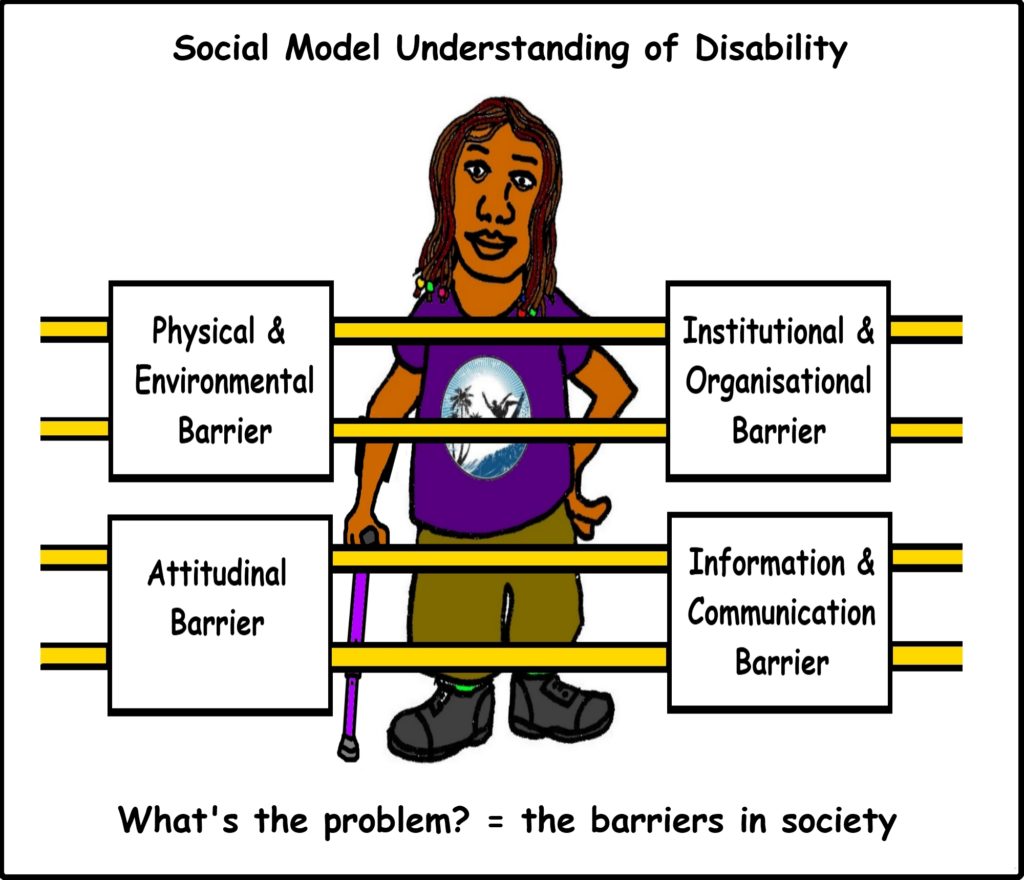 Social Model Understanding of Disability
Physical &
Environmental
Barrier
Institutional &
Organisational
Barrier
Attitudinal
Barrier
Information &
Communication
Barrier
What's the problem? = the barriers in society